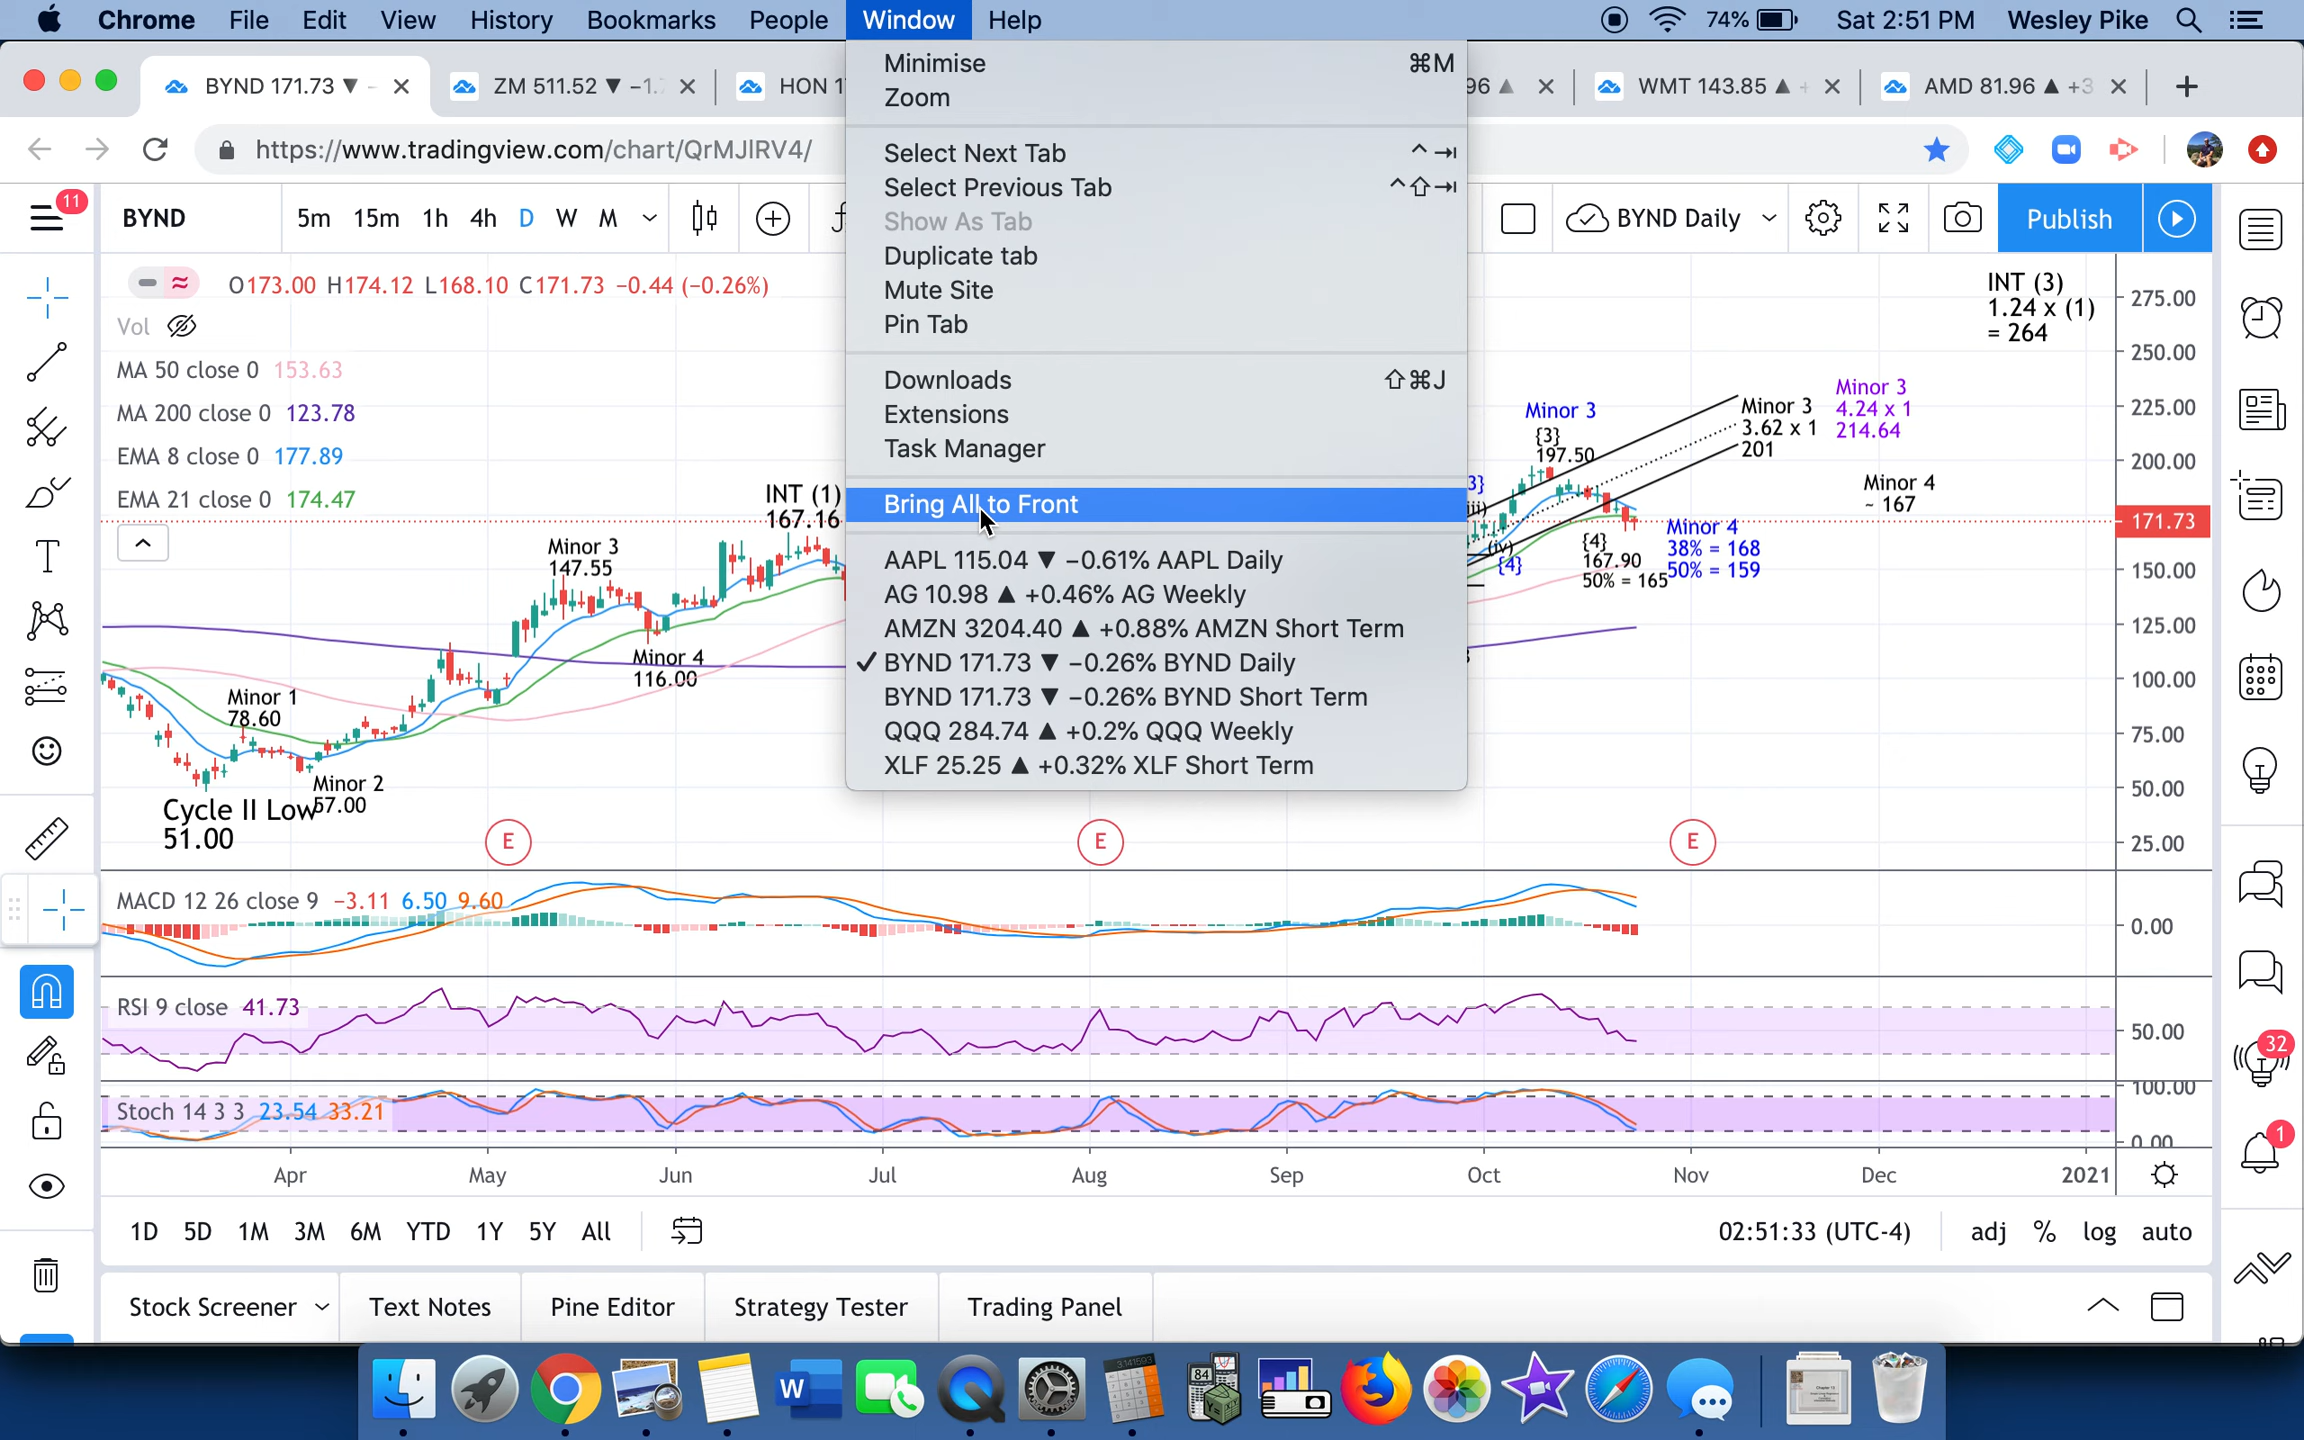 Chrome File Edit View History Bookmarks People Window Help 74% Sat 2:51 PM Wesley Pike
BYND 171.73 ▼ - ZM 511.52 ▼ −1. HON 1 96 ▲ WMT 143.85 ▲ + AMD 81.96 ▲ +3
https://www.tradingview.com/chart/QrMJIRV4/
11 BYND 5m 15m 1h 4h D W M BYND Daily Publish
Minimise ⌘M
Zoom
Select Next Tab
Select Previous Tab
Show As Tab
Duplicate tab
Mute Site
Pin Tab
Downloads ⇧⌘J
Extensions
Task Manager
Bring All to Front
AAPL 115.04 ▼ −0.61% AAPL Daily
AG 10.98 ▲ +0.46% AG Weekly
AMZN 3204.40 ▲ +0.88% AMZN Short Term
✓ BYND 171.73 ▼ −0.26% BYND Daily
BYND 171.73 ▼ −0.26% BYND Short Term
QQQ 284.74 ▲ +0.2% QQQ Weekly
XLF 25.25 ▲ +0.32% XLF Short Term
O173.00 H174.12 L168.10 C171.73 −0.44 (−0.26%)
Vol
MA 50 close 0 153.63
MA 200 close 0 123.78
EMA 8 close 0 177.89
EMA 21 close 0 174.47
INT (1)
167.16
Minor 3
147.55
Minor 4
116.00
Minor 1
78.60
Minor 2
57.00
Cycle II Low
51.00
INT (3)
1.24 x (1)
= 264
Minor 3
{3}
197.50
Minor 3
3.62 x 1
201
Minor 3
4.24 x 1
214.64
Minor 4
~ 167
3}
(iv)
{4}
{4}
167.90
50% = 165
Minor 4
38% = 168
50% = 159
275.00
250.00
225.00
200.00
171.73
150.00
125.00
100.00
75.00
50.00
25.00
E E E
MACD 12 26 close 9 −3.11 6.50 9.60
0.00
RSI 9 close 41.73
50.00
Stoch 14 3 3 23.54 33.21
100.00
0.00
Apr May Jun Jul Aug Sep Oct Nov Dec 2021
32
1
1D 5D 1M 3M 6M YTD 1Y 5Y All 02:51:33 (UTC-4) adj % log auto
Stock Screener Text Notes Pine Editor Strategy Tester Trading Panel
W
84